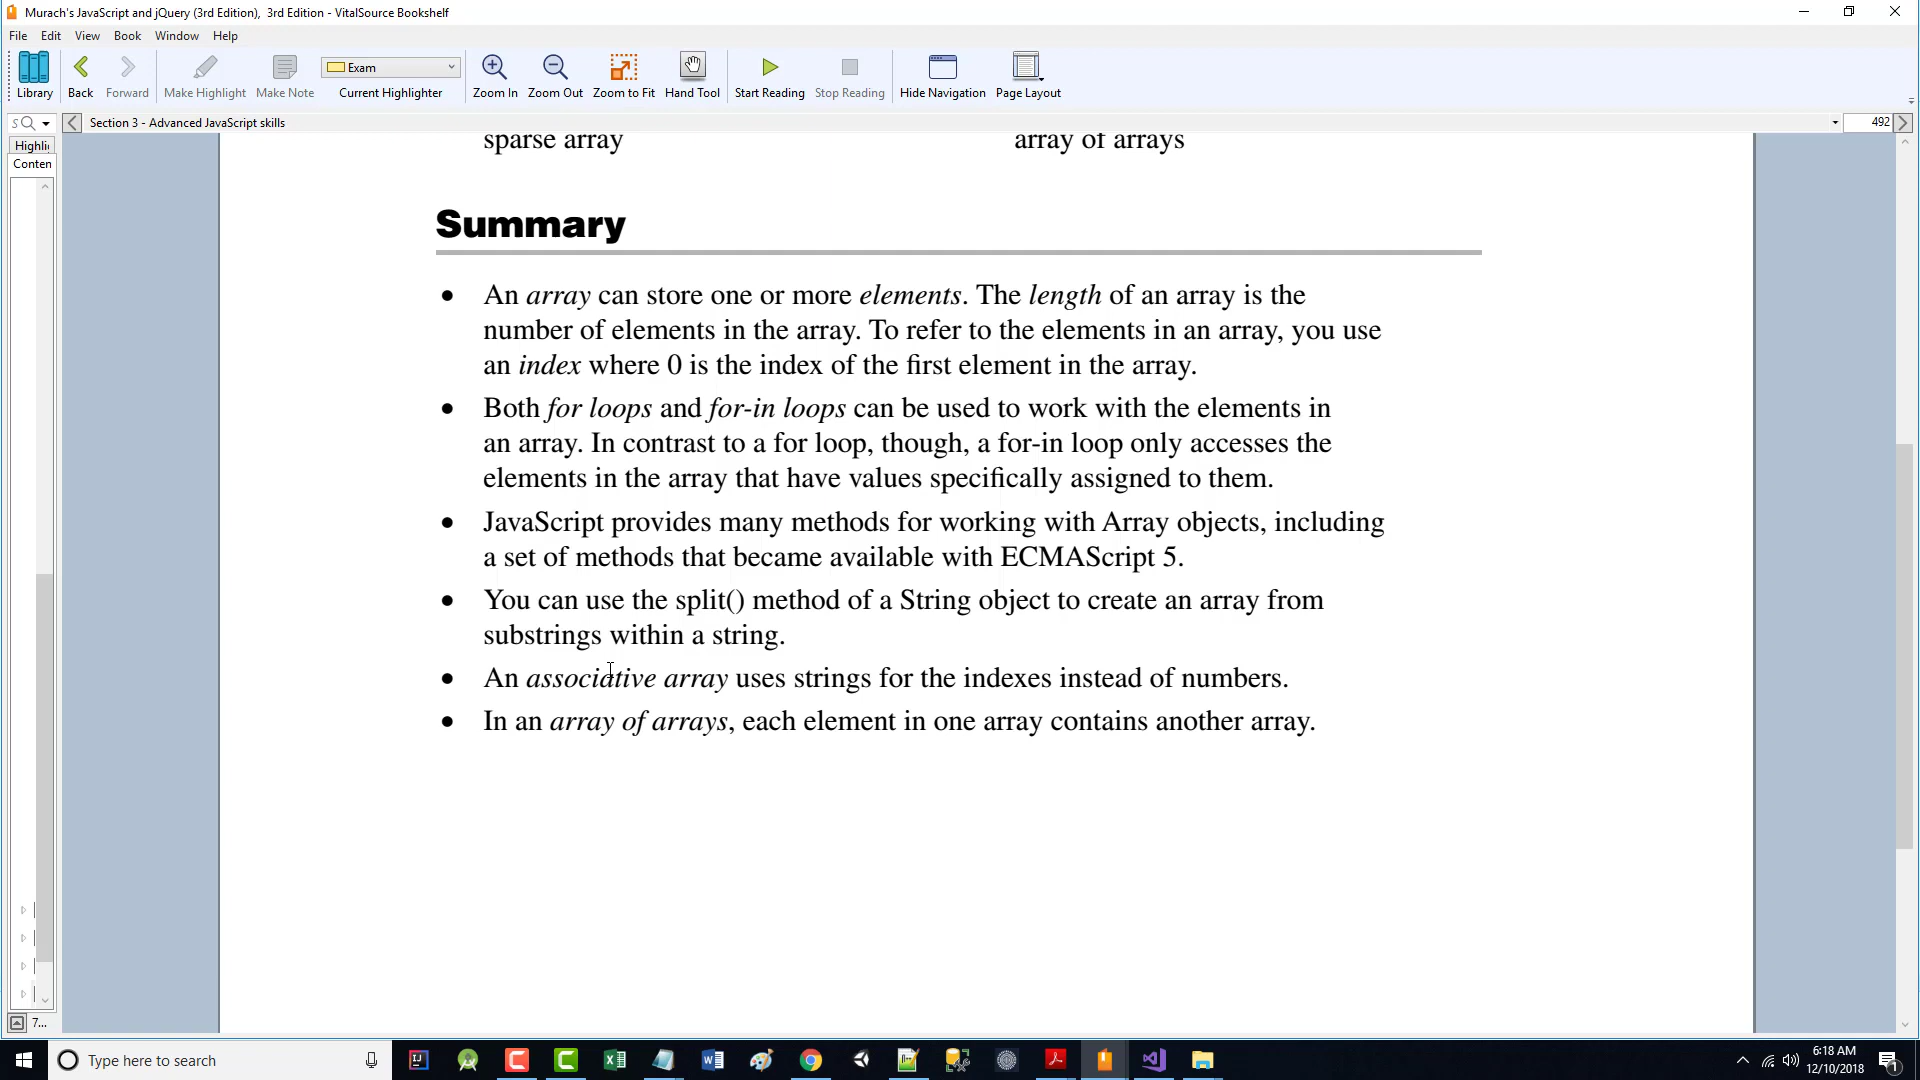 Murach's JavaScript and jQuery (3rd Edition),  3rd Edition - VitalSource Bookshelf
File Edit View Book Window Help
Library Back Forward Make Highlight Make Note Exam Current Highlighter Zoom In Zoom Out Zoom to Fit Hand Tool Start Reading Stop Reading Hide Navigation Page Layout
S Section 3 - Advanced JavaScript skills 492
Highli
Conten
sparse array array of arrays
Summary
• An array can store one or more elements. The length of an array is the
number of elements in the array. To refer to the elements in an array, you use
an index where 0 is the index of the first element in the array.
• Both for loops and for-in loops can be used to work with the elements in
an array. In contrast to a for loop, though, a for-in loop only accesses the
elements in the array that have values specifically assigned to them.
• JavaScript provides many methods for working with Array objects, including
a set of methods that became available with ECMAScript 5.
• You can use the split() method of a String object to create an array from
substrings within a string.
• An associative array uses strings for the indexes instead of numbers.
• In an array of arrays, each element in one array contains another array.
7...
Type here to search
6:18 AM
12/10/2018
1